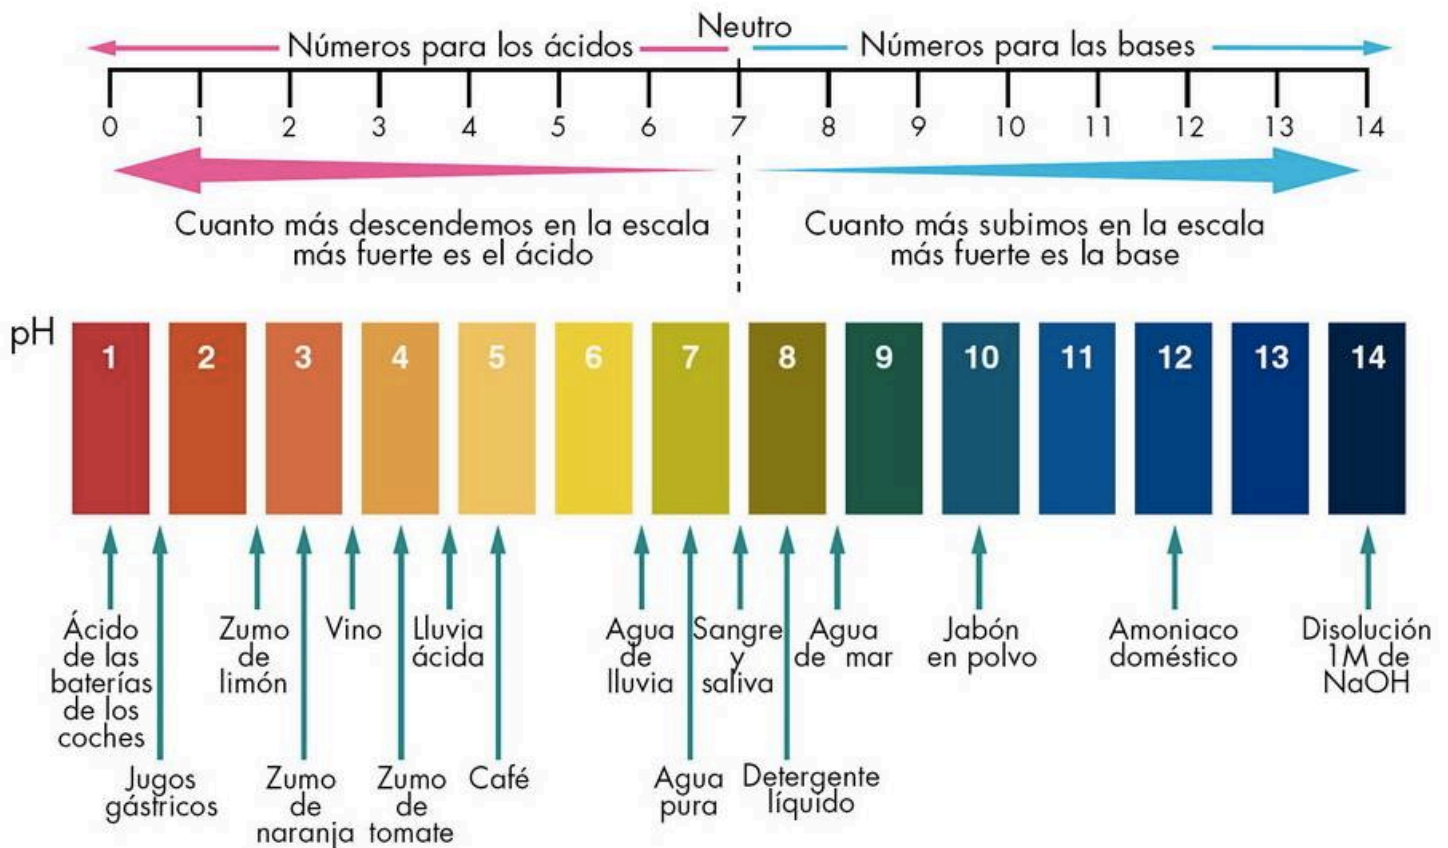 Neutro
Números para los ácidos
Números para las bases
0 1 2 3 4 5 6 7 8 9 10 11 12 13 14
Cuanto más descendemos en la escala
más fuerte es el ácido
Cuanto más subimos en la escala
más fuerte es la base
pH
1 2 3 4 5 6 7 8 9 10 11 12 13 14
Ácido
de las
baterías
de los
coches
Jugos
gástricos
Zumo
de
limón
Zumo
de
naranja
Vino
Zumo
de
tomate
Lluvia
ácida
Café
Agua
de
lluvia
Agua
pura
Sangre
y
saliva
Detergente
líquido
Agua
de mar
Jabón
en polvo
Amoniaco
doméstico
Disolución
1M de
NaOH